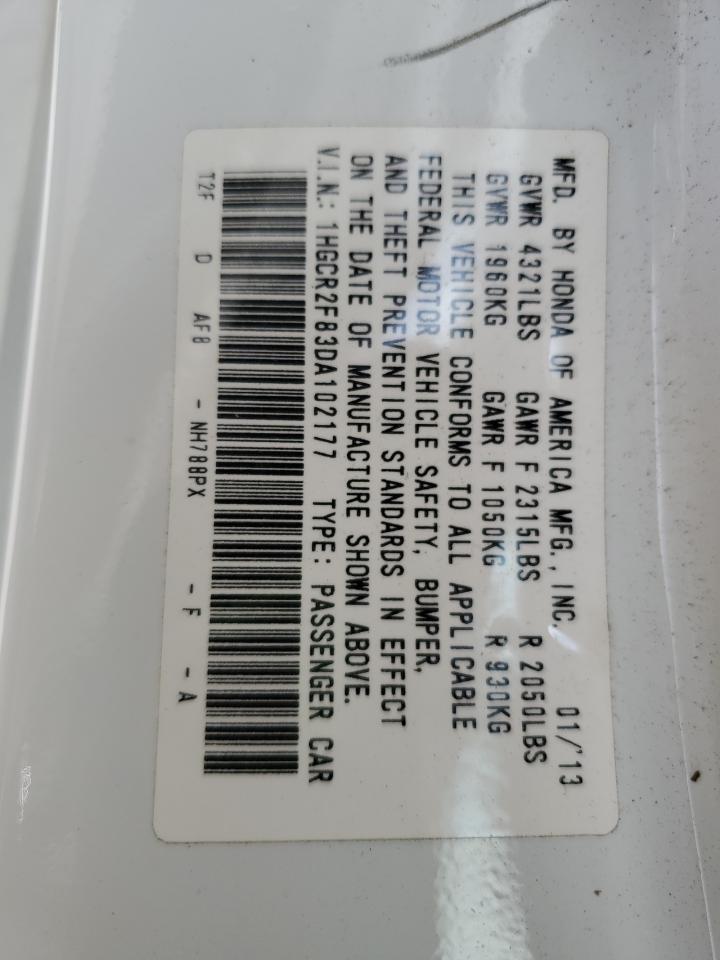 MFD. BY HONDA OF AMERICA MFG., INC. 01/'13
GVWR 4321LBS GAWR F 2315LBS R 2050LBS
GVWR 1960KG GAWR F 1050KG R 930KG
THIS VEHICLE CONFORMS TO ALL APPLICABLE
FEDERAL MOTOR VEHICLE SAFETY, BUMPER,
AND THEFT PREVENTION STANDARDS IN EFFECT
ON THE DATE OF MANUFACTURE SHOWN ABOVE.
V.I.N.: 1HGCR2F83DA102177 TYPE: PASSENGER CAR
T2F D AF8 - NH788PX - F - A